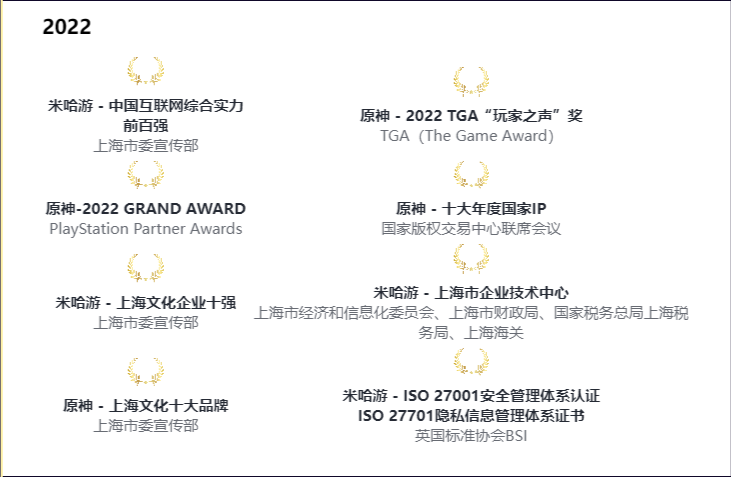 2022
米哈游 - 中国互联网综合实力
前百强
上海市委宣传部
原神 - 2022 TGA“玩家之声”奖
TGA（The Game Award）
原神-2022 GRAND AWARD
PlayStation Partner Awards
原神 - 十大年度国家IP
国家版权交易中心联席会议
米哈游 - 上海文化企业十强
上海市委宣传部
米哈游 - 上海市企业技术中心
上海市经济和信息化委员会、上海市财政局、国家税务总局上海税
务局、上海海关
原神 - 上海文化十大品牌
上海市委宣传部
米哈游 - ISO 27001安全管理体系认证
ISO 27701隐私信息管理体系证书
英国标准协会BSI